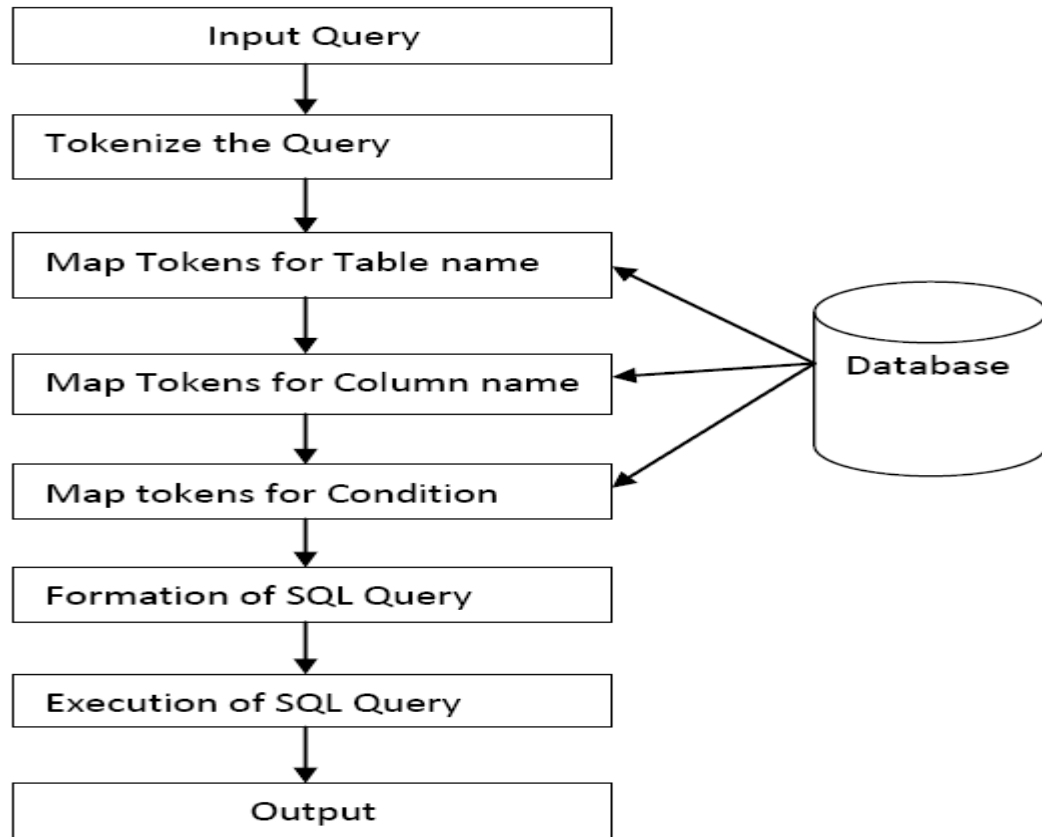 Input Query
Tokenize the Query
Map Tokens for Table name
Map Tokens for Column name
Map tokens for Condition
Formation of SQL Query
Execution of SQL Query
Output
Database